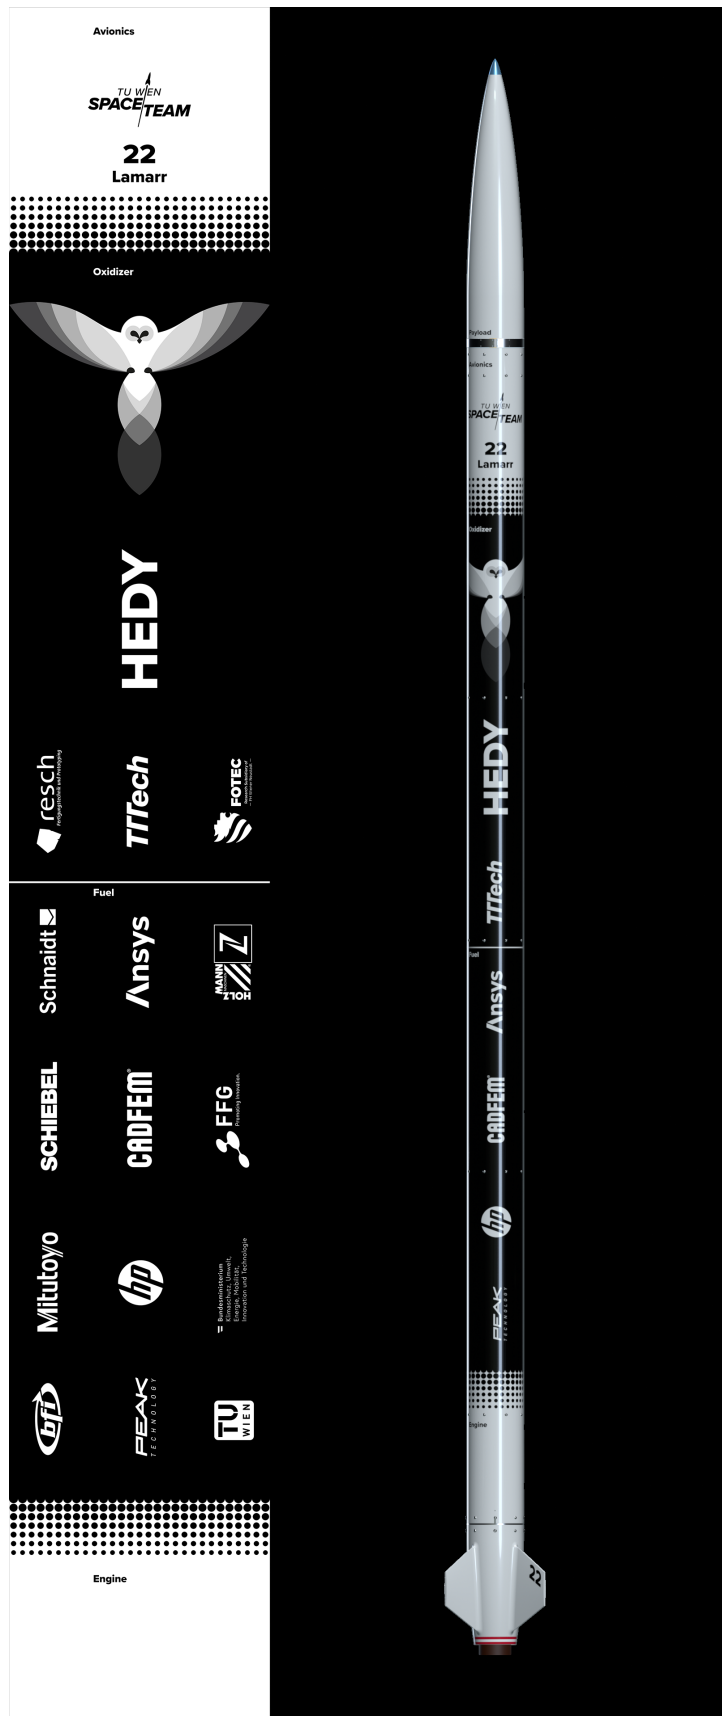 Avionics
TU WIEN
SPACE TEAM
22
Lamarr
Oxidizer
HEDY
resch
Fertigungstechnik und Prototyping
TTTech
FOTEC
Fuel
Schnaidt
Ansys
HOLZ
MANN
SCHIEBEL
CADFEM®
FFG
Promoting Innovation.
Mitutoyo
hp
Bundesministerium
Klimaschutz, Umwelt,
Energie, Mobilität,
Innovation und Technologie
bfi
PEAK
TECHNOLOGY
TU
WIEN
Engine
Payload
Avionics
TU WIEN
SPACE TEAM
22
Lamarr
Oxidizer
HEDY
TTTech
Fuel
Ansys
CADFEM
hp
PEAK
TECHNOLOGY
Engine
22